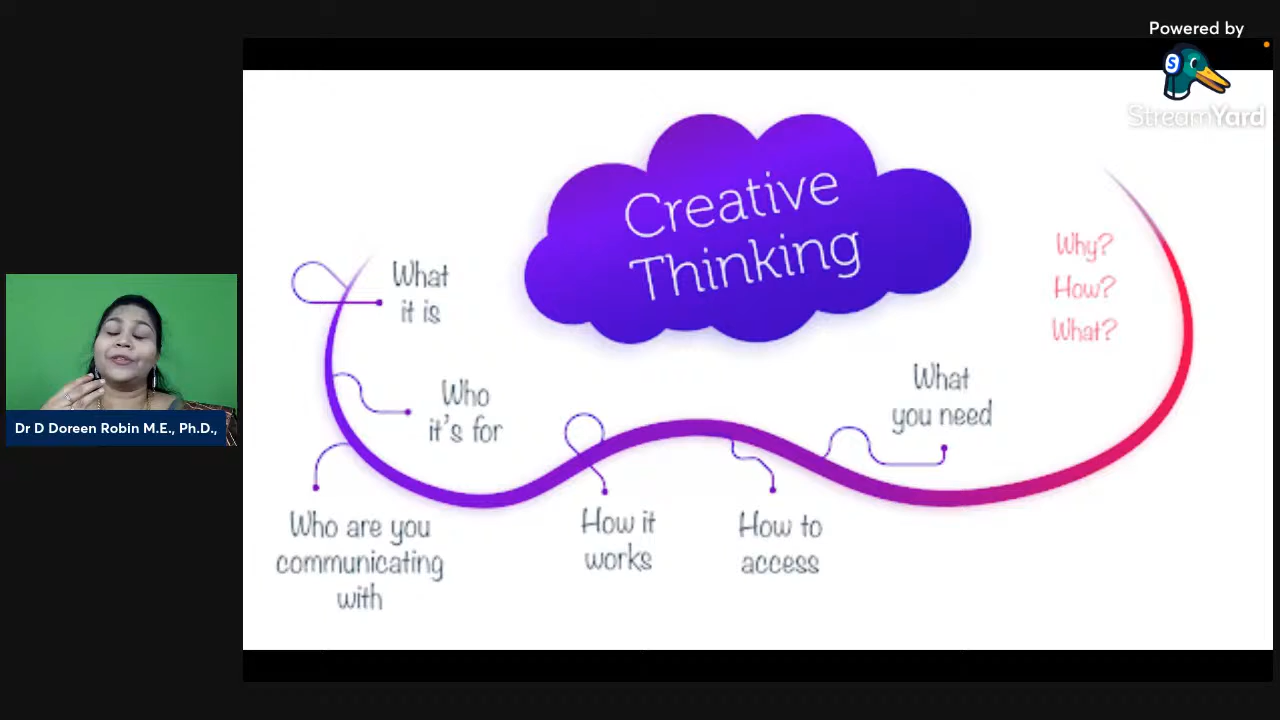 Powered by
S
StreamYard
Creative
Thinking
Why?
How?
What?
What
it is
Who
it's for
What
you need
Who are you
communicating
with
How it
works
How to
access
Dr D Doreen Robin M.E., Ph.D.,